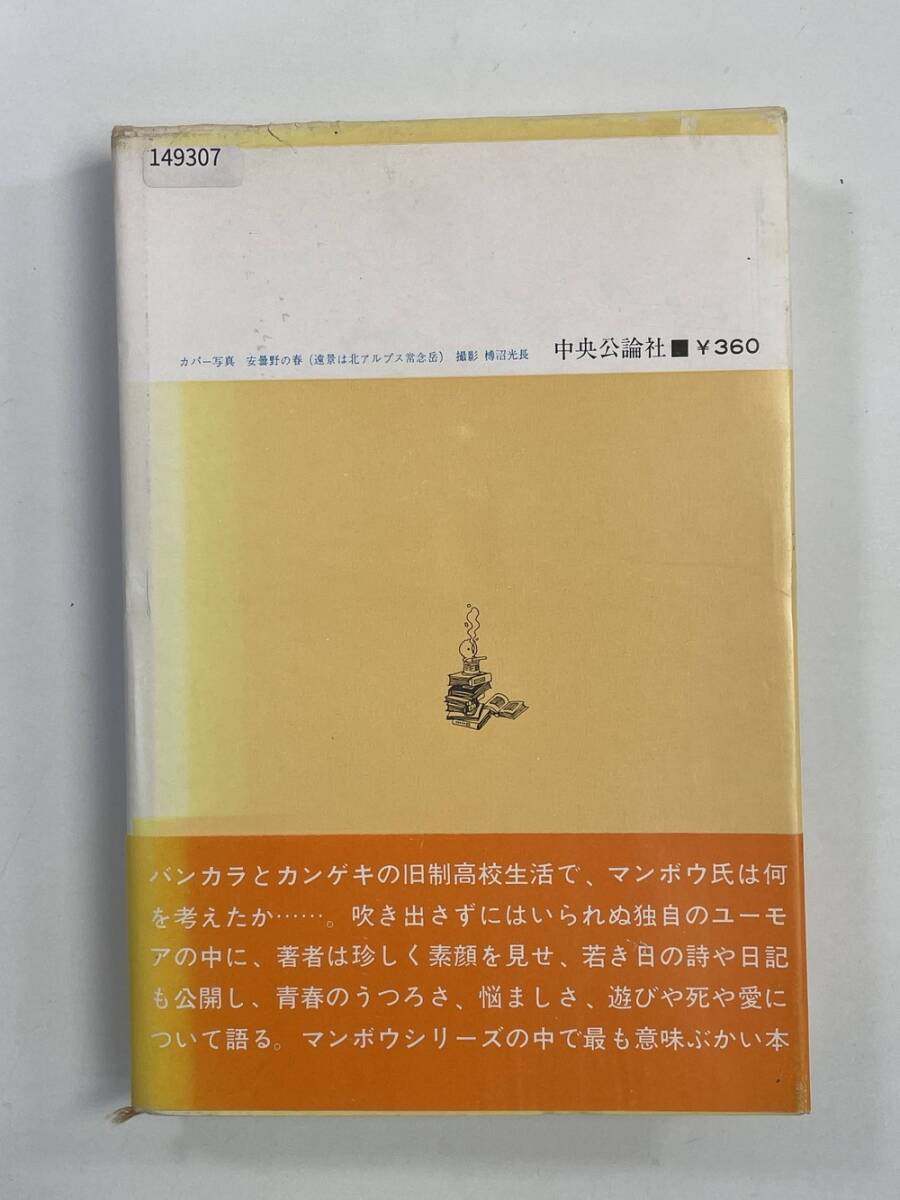 149307
カバー写真 安曇野の春(遠景は北アルプス常念岳) 撮影 樽沼光長 中央公論社■¥360
バンカラとカンゲキの旧制高校生活で、マンボウ氏は何
を考えたか……。吹き出さずにはいられぬ独自のユーモ
アの中に、著者は珍しく素顔を見せ、若き日の詩や日記
も公開し、青春のうつろさ、悩ましさ、遊びや死や愛に
ついて語る。マンボウシリーズの中で最も意味ぶかい本